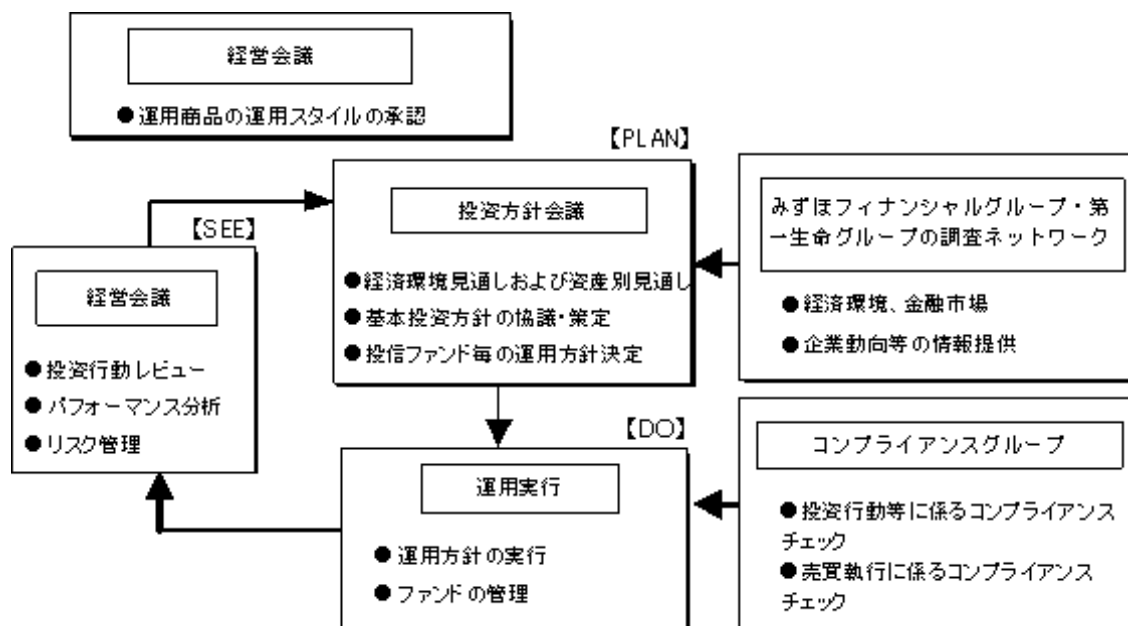 経営会議
●運用商品の運用スタイルの承認
【PLAN】
投資方針会議
●経済環境見通しおよび資産別見通し
●基本投資方針の協議・策定
●投信ファンド毎の運用方針決定
みずほフィナンシャルグループ・第
一生命グループの調査ネットワーク
●経済環境、金融市場
●企業動向等の情報提供
【SEE】
経営会議
●投資行動レビュー
●パフォーマンス分析
●リスク管理
【DO】
運用実行
●運用方針の実行
●ファンドの管理
コンプライアンスグループ
●投資行動等に係るコンプライアンス
チェック
●売買執行に係るコンプライアンス
チェック